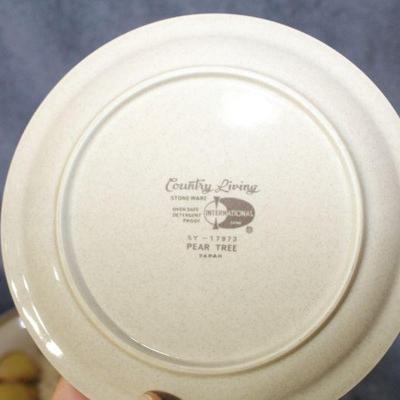 Country Living
STONEWARE
OVEN SAFE
DETERGENT
PROOF
INTERNATIONAL
SY-17973
PEAR TREE
JAPAN